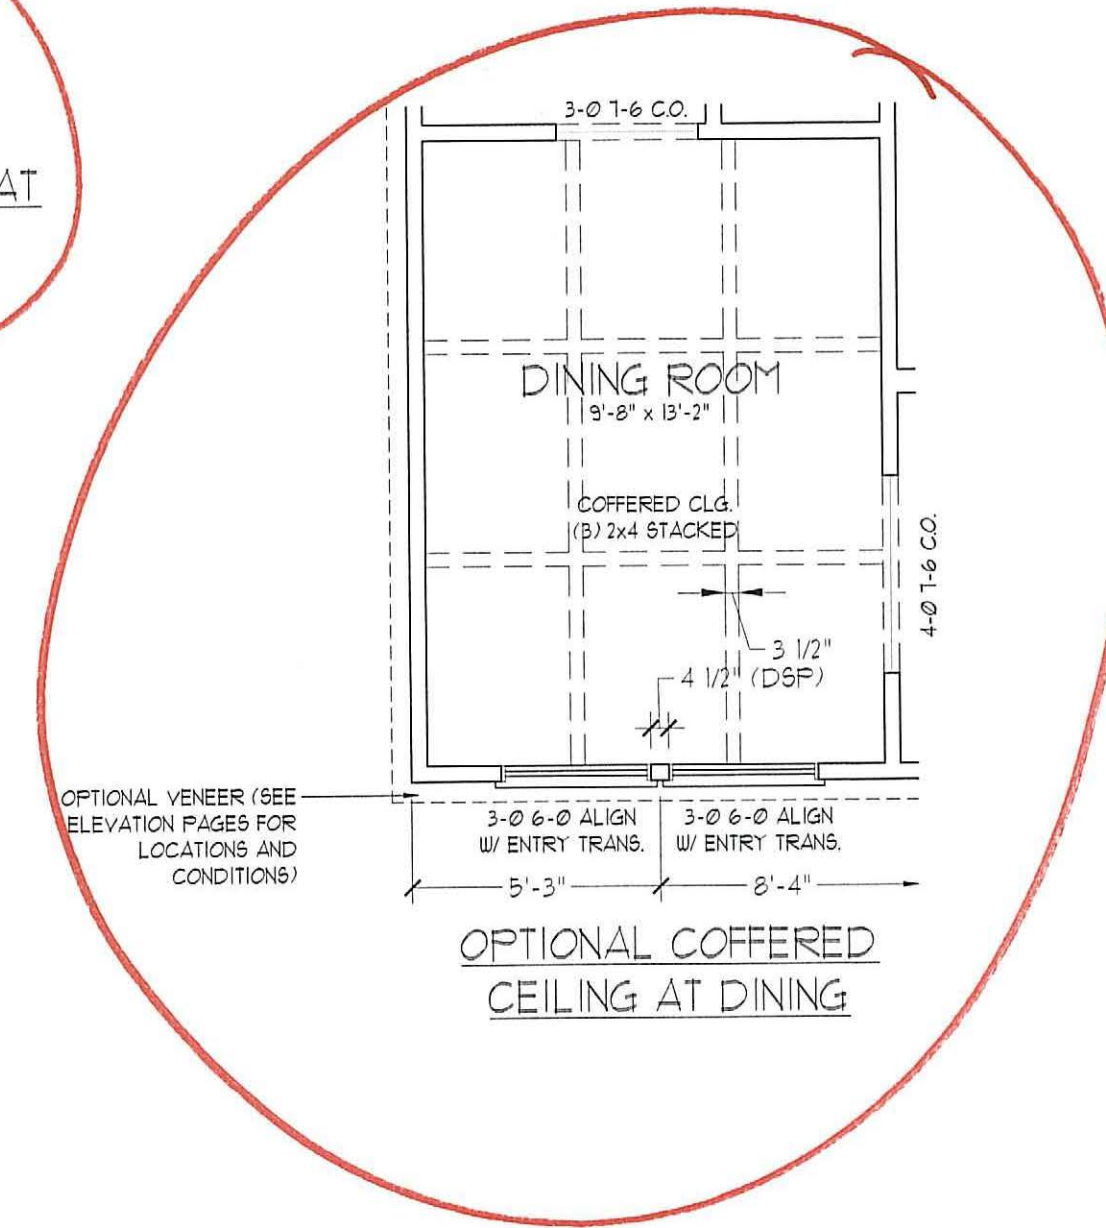 AT
3-0 7-6 C.O.
DINING ROOM
9'-8" x 13'-2"
COFFERED CLG.
(3) 2x4 STACKED
4-0 7-6 C.O.
3 1/2"
4 1/2" (DSP)
OPTIONAL VENEER (SEE
ELEVATION PAGES FOR
LOCATIONS AND
CONDITIONS)
3-0 6-0 ALIGN
W/ ENTRY TRANS.
3-0 6-0 ALIGN
W/ ENTRY TRANS.
5'-3"
8'-4"
OPTIONAL COFFERED
CEILING AT DINING